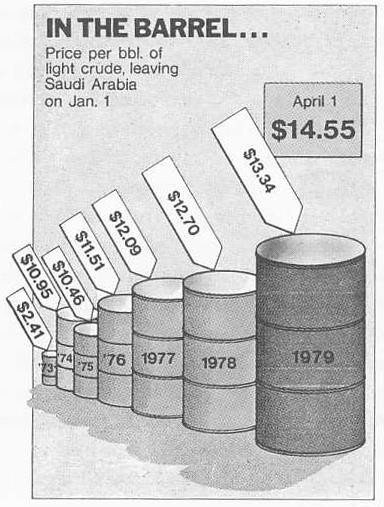 IN THE BARREL...
Price per bbl. of
light crude, leaving
Saudi Arabia
on Jan. 1
April 1
$14.55
$2.41
$10.95
$10.46
$11.51
$12.09
$12.70
$13.34
'73
'74
'75
'76
1977
1978
1979